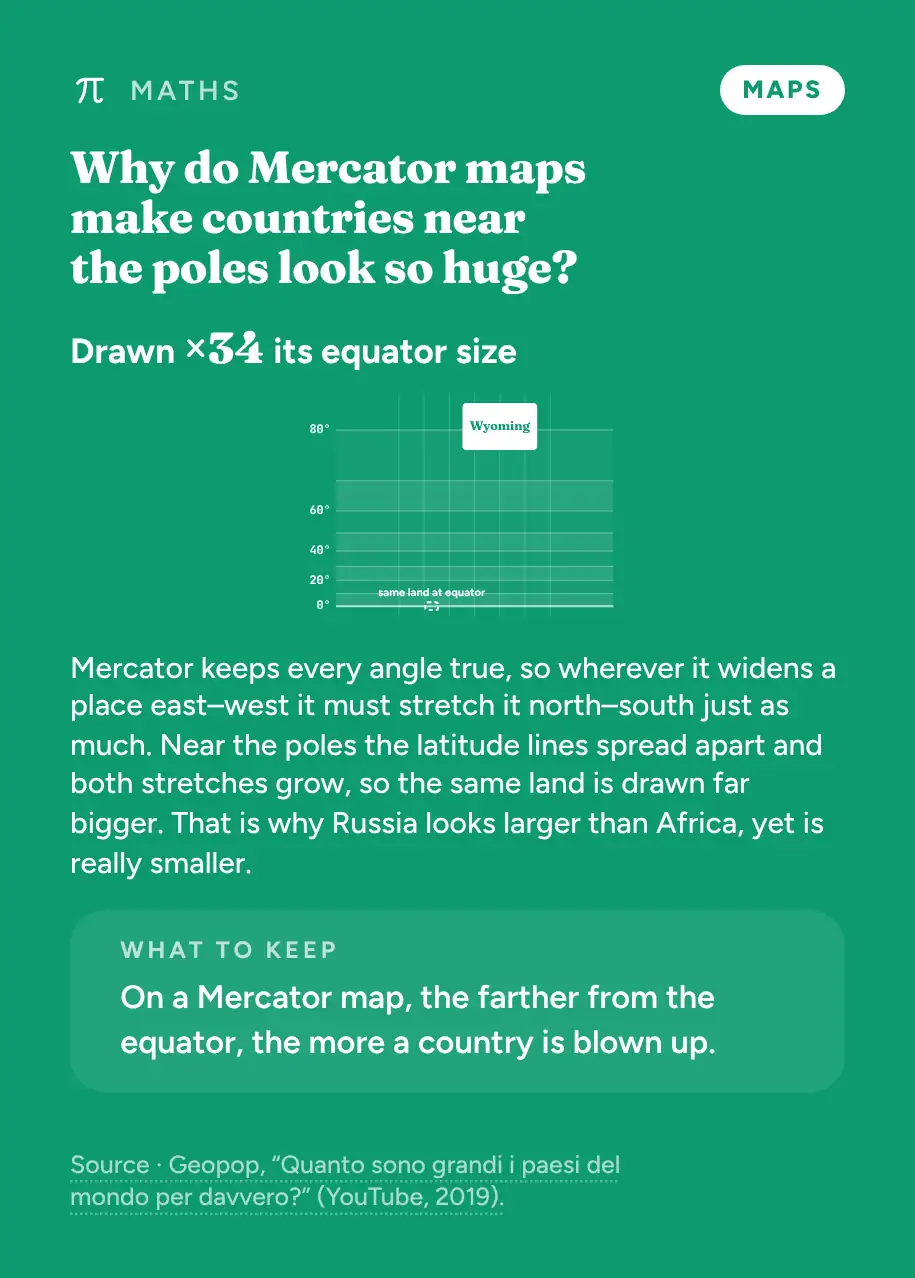 π MATHS
MAPS
Why do Mercator maps
make countries near
the poles look so huge?
Drawn ×34 its equator size
Wyoming
80°
60°
40°
20°
same land at equator
0°
Mercator keeps every angle true, so wherever it widens a
place east–west it must stretch it north–south just as
much. Near the poles the latitude lines spread apart and
both stretches grow, so the same land is drawn far
bigger. That is why Russia looks larger than Africa, yet is
really smaller.
WHAT TO KEEP
On a Mercator map, the farther from the
equator, the more a country is blown up.
Source · Geopop, “Quanto sono grandi i paesi del
mondo per davvero?” (YouTube, 2019).